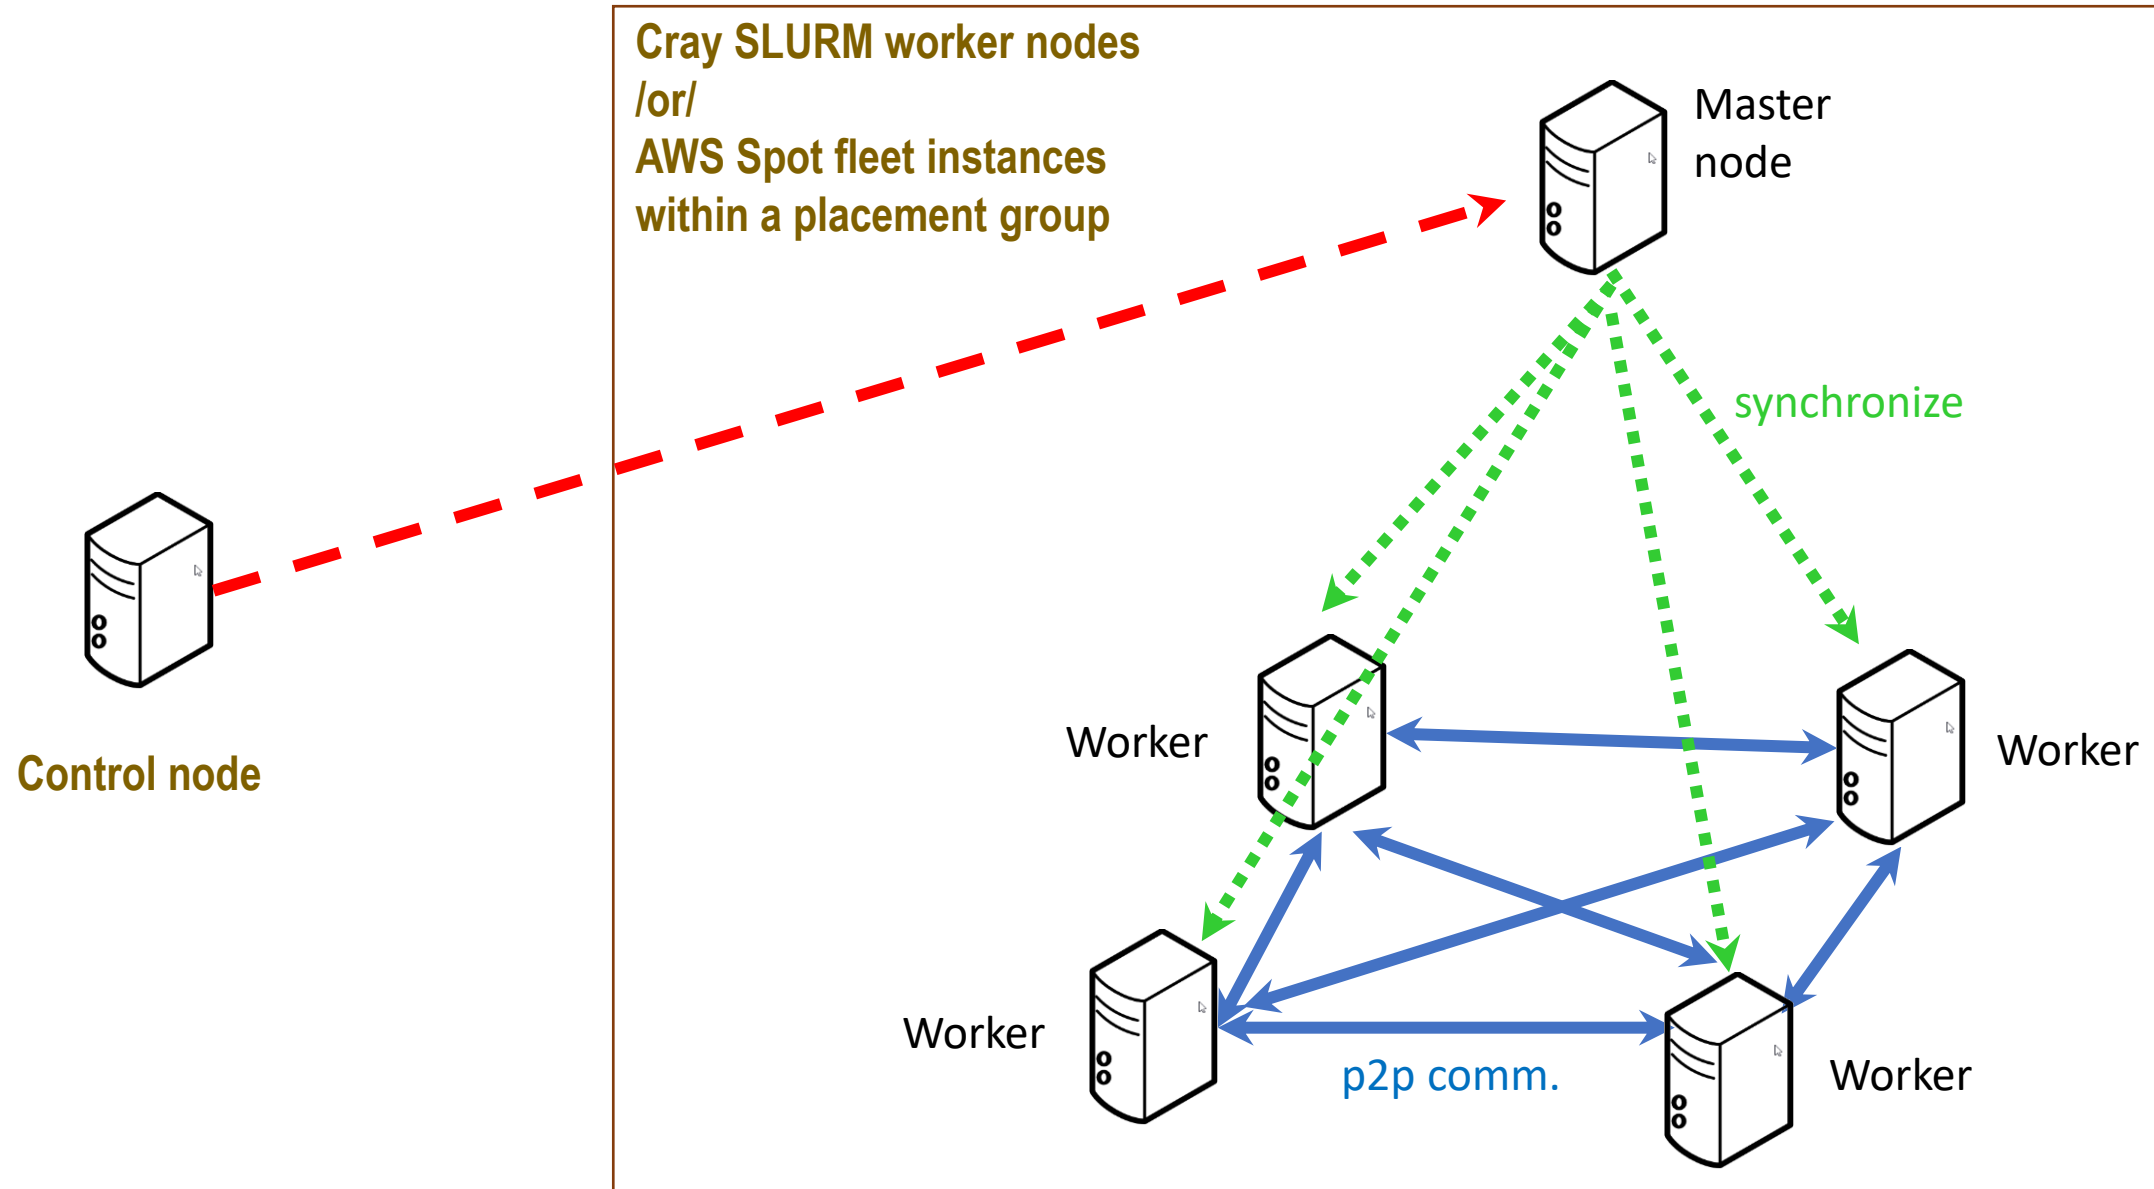 Cray SLURM worker nodes
/or/
AWS Spot fleet instances
within a placement group
Master
node
synchronize
Control node
Worker
Worker
Worker
p2p comm.
Worker